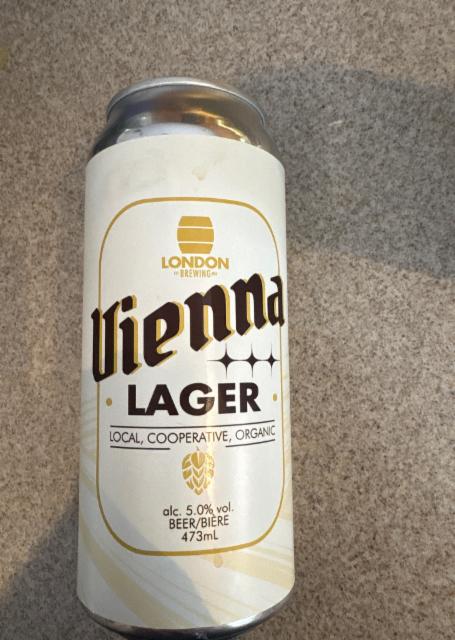 LONDON
BREWING
Vienna
LAGER
LOCAL, COOPERATIVE, ORGANIC
alc. 5.0% vol.
BEER/BIÈRE
473mL